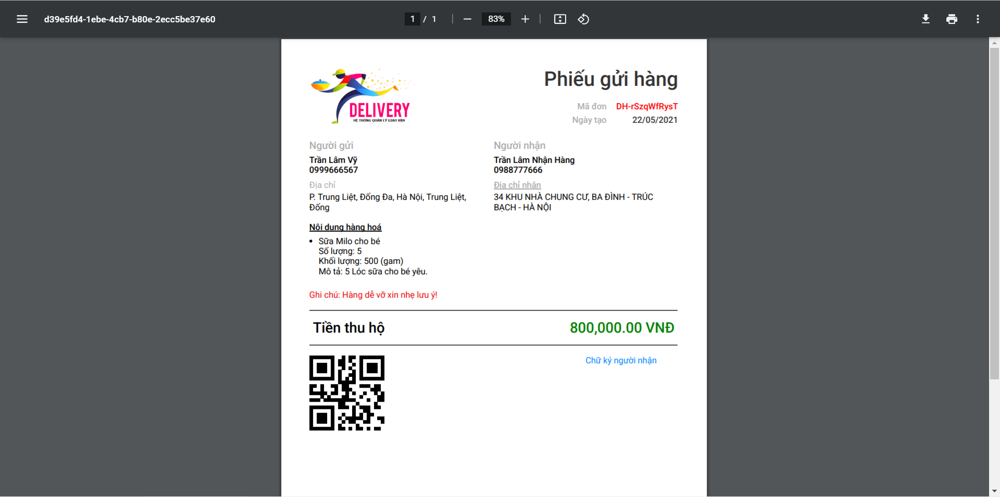 d39e5fd4-1ebe-4cb7-b80e-2ecc5be37e60
1 / 1
83%
DELIVERY
HỆ THỐNG QUẢN LÝ GIAO VẬN
Phiếu gửi hàng
Mã đơn DH-rSzqWfRysT
Ngày tạo 22/05/2021
Người gửi
Trần Lâm Vỹ
0999666567
Địa chỉ
P. Trung Liệt, Đống Đa, Hà Nội, Trung Liệt,
Đống
Người nhận
Trần Lâm Nhận Hàng
0988777666
Địa chỉ nhân
34 KHU NHÀ CHUNG CƯ, BA ĐÌNH - TRÚC
BẠCH - HÀ NỘI
Nôi dung hàng hoá
• Sữa Milo cho bé
Số lượng: 5
Khối lượng: 500 (gam)
Mô tả: 5 Lóc sữa cho bé yêu.
Ghi chú: Hàng dễ vỡ xin nhẹ lưu ý!
Tiền thu hộ 800,000.00 VNĐ
Chữ ký người nhận